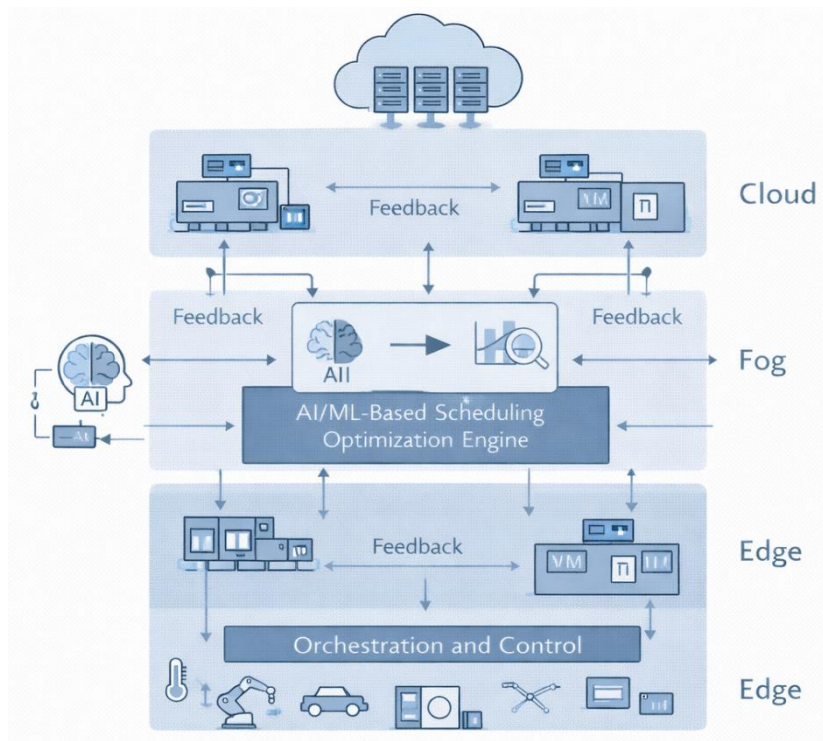 VM
Π
Cloud
Feedback
Feedback
Feedback
AII
Fog
AI
AI/ML-Based Scheduling
Optimization Engine
Feedback
VM
Π
Edge
Orchestration and Control
Edge